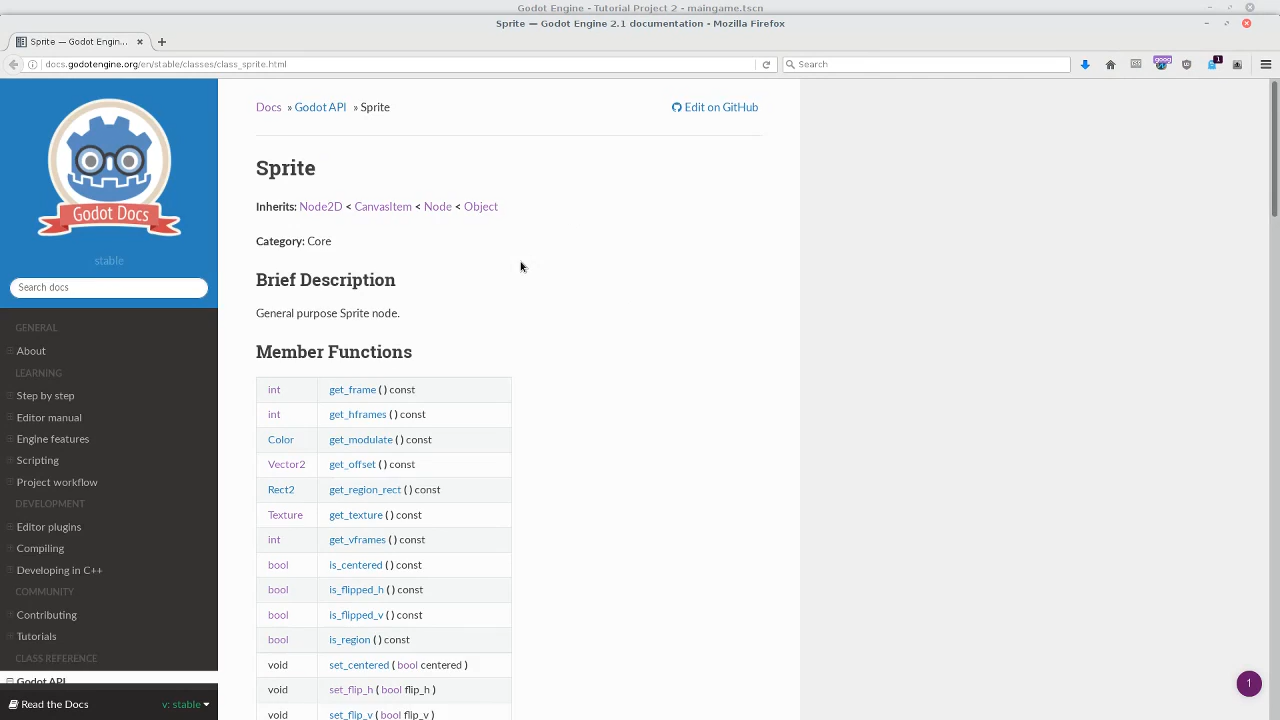 Godot Engine - Tutorial Project 2 - maingame.tscn
Sprite — Godot Engine 2.1 documentation - Mozilla Firefox
Sprite — Godot Engin...
docs.godotengine.org/en/stable/classes/class_sprite.html
Search
goog
1
Godot Docs
stable
Search docs
GENERAL
About
LEARNING
Step by step
Editor manual
Engine features
Scripting
Project workflow
DEVELOPMENT
Editor plugins
Compiling
Developing in C++
COMMUNITY
Contributing
Tutorials
CLASS REFERENCE
Godot API
Read the Docs
v: stable
Docs » Godot API » Sprite
Edit on GitHub
Sprite
Inherits: Node2D < CanvasItem < Node < Object
Category: Core
Brief Description
General purpose Sprite node.
Member Functions
int get_frame ( ) const
int get_hframes ( ) const
Color get_modulate ( ) const
Vector2 get_offset ( ) const
Rect2 get_region_rect ( ) const
Texture get_texture ( ) const
int get_vframes ( ) const
bool is_centered ( ) const
bool is_flipped_h ( ) const
bool is_flipped_v ( ) const
bool is_region ( ) const
void set_centered ( bool centered )
void set_flip_h ( bool flip_h )
void set_flip_v ( bool flip_v )
1